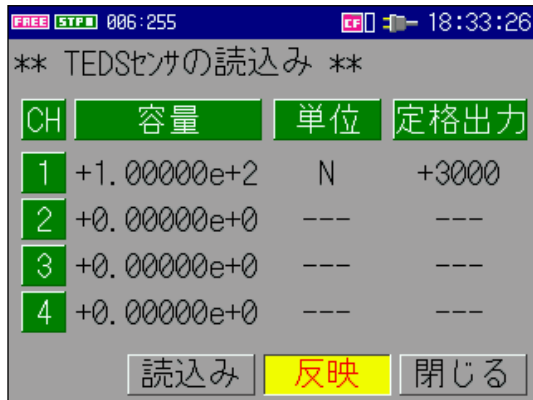 FREE STP■ 006:255 CF 18:33:26
** TEDSｾﾝｻの読込み **
CH 容量 単位 定格出力
1 +1.00000e+2 N +3000
2 +0.00000e+0 --- ---
3 +0.00000e+0 --- ---
4 +0.00000e+0 --- ---
読込み 反映 閉じる